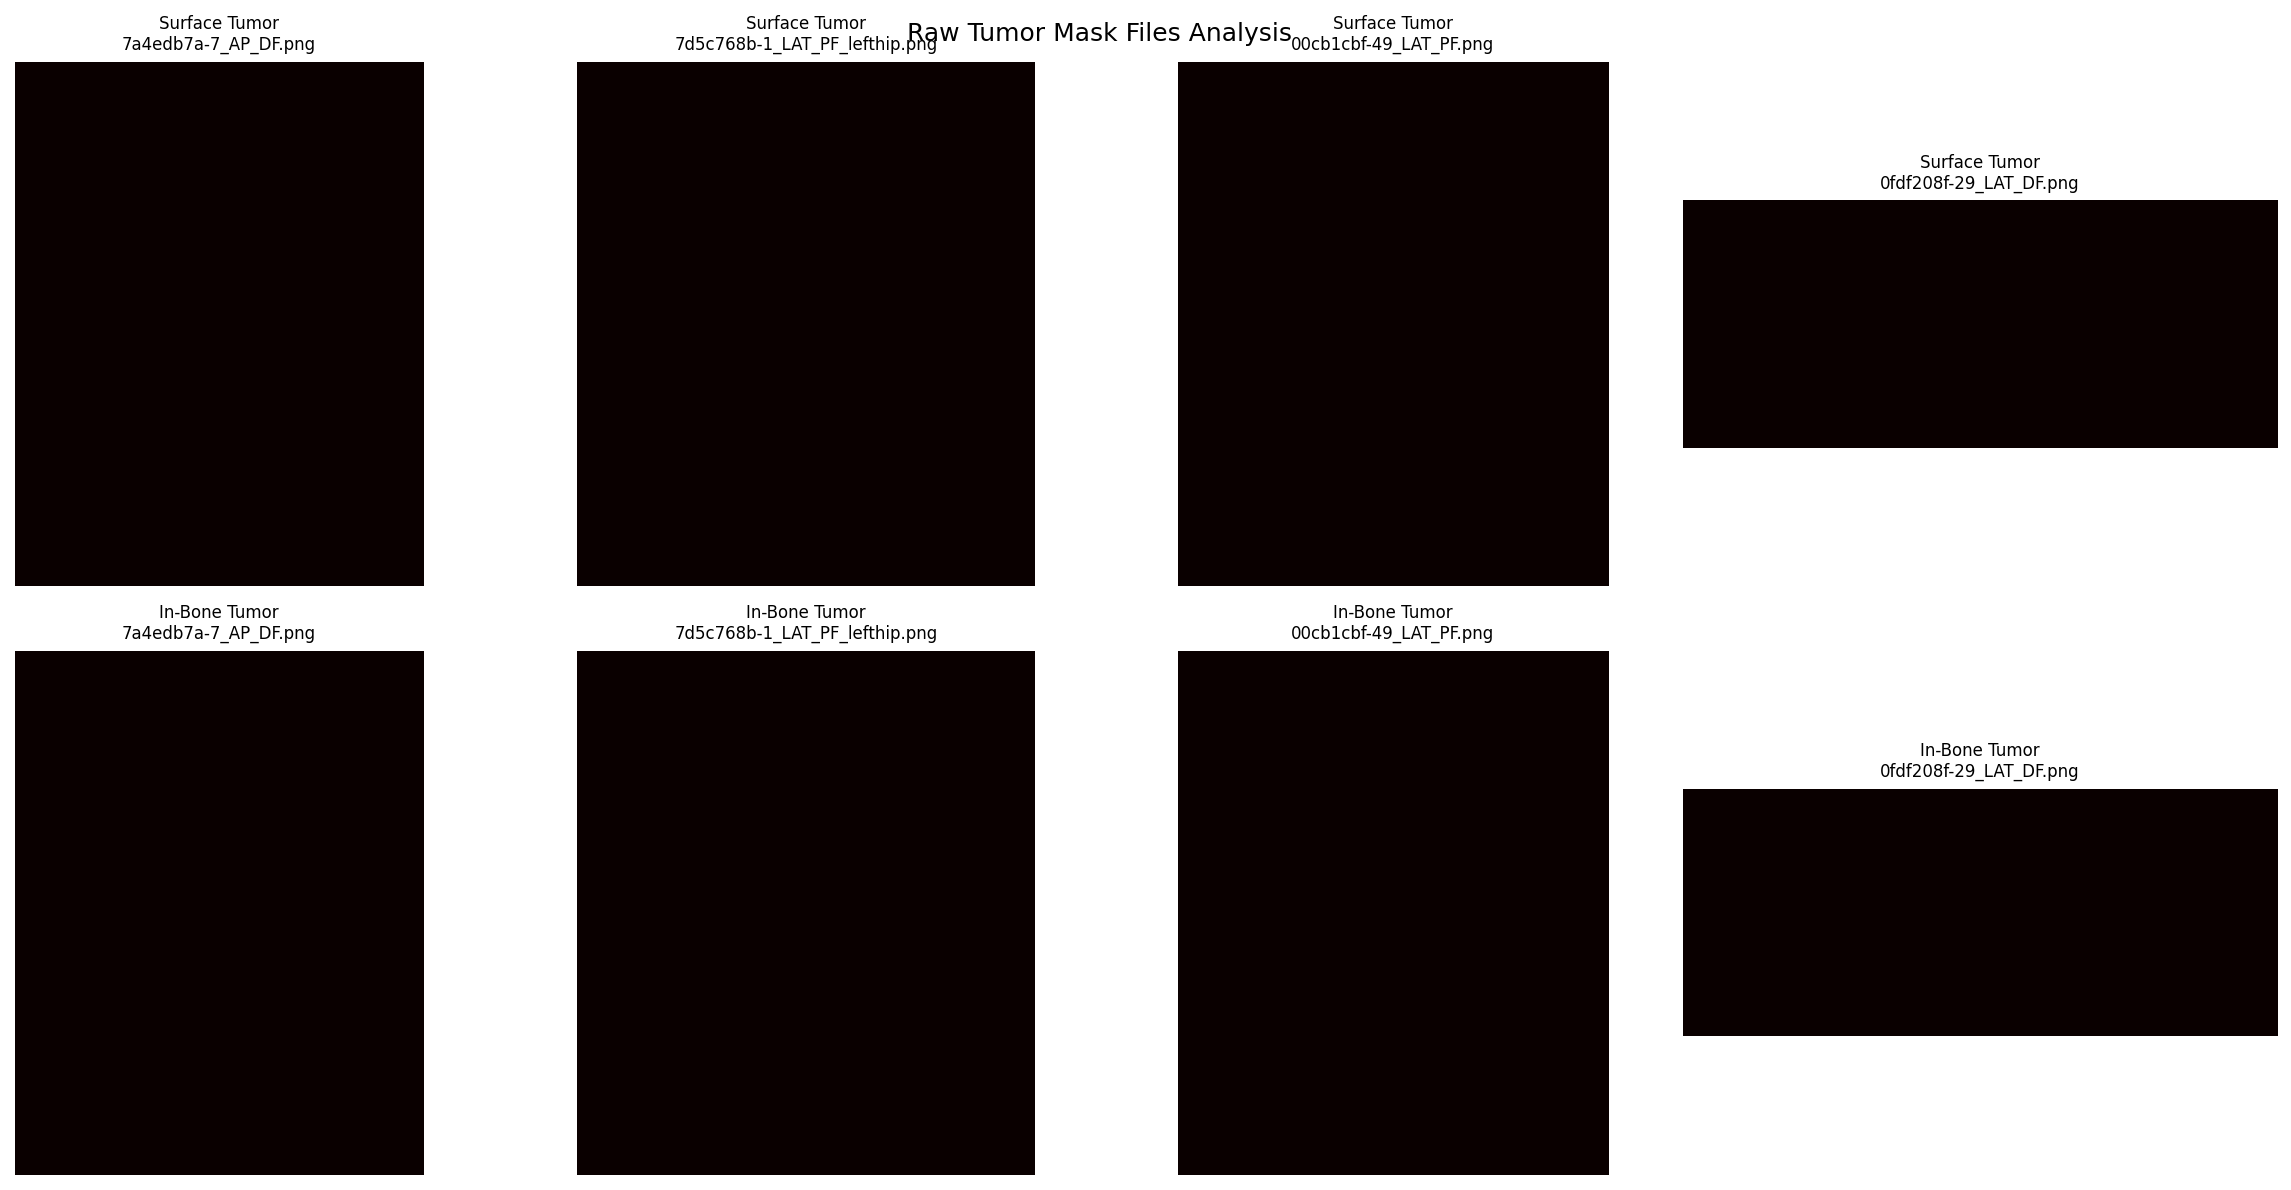 Raw Tumor Mask Files Analysis
Surface Tumor
7a4edb7a-7_AP_DF.png
Surface Tumor
7d5c768b-1_LAT_PF_lefthip.png
Surface Tumor
00cb1cbf-49_LAT_PF.png
Surface Tumor
0fdf208f-29_LAT_DF.png
In-Bone Tumor
7a4edb7a-7_AP_DF.png
In-Bone Tumor
7d5c768b-1_LAT_PF_lefthip.png
In-Bone Tumor
00cb1cbf-49_LAT_PF.png
In-Bone Tumor
0fdf208f-29_LAT_DF.png